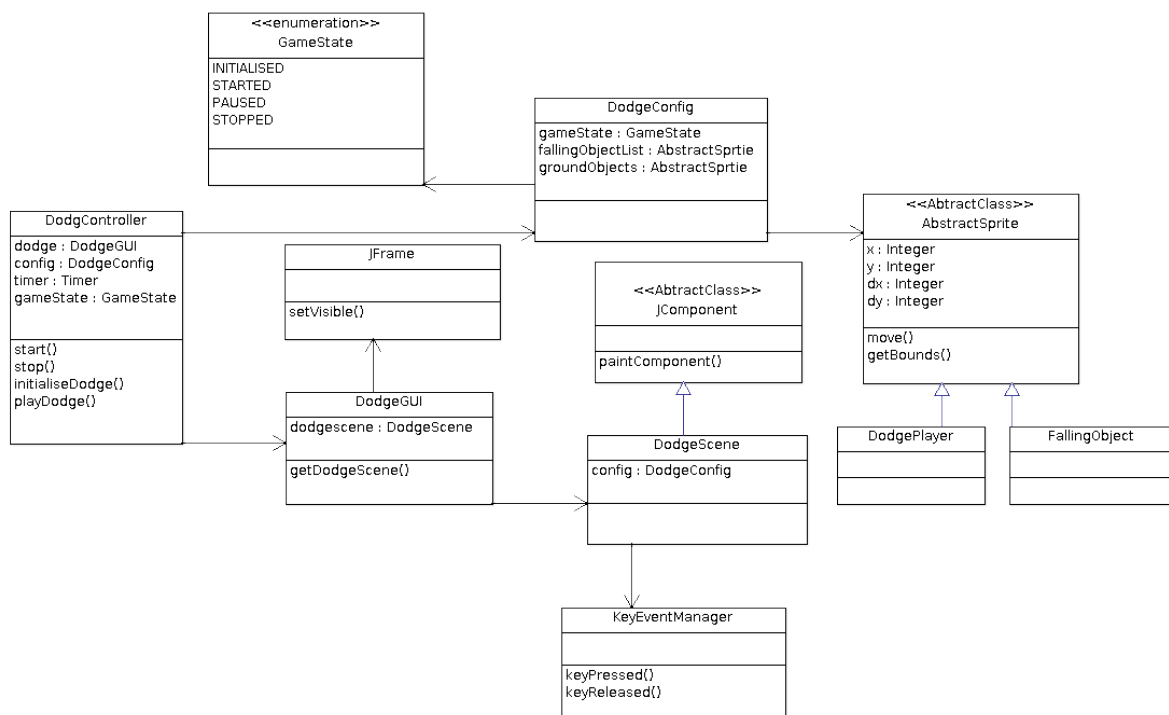 <<enumeration>>
GameState
INITIALISED
STARTED
PAUSED
STOPPED
DodgeConfig
gameState : GameState
fallingObjectList : AbstractSprtie
groundObjects : AbstractSprtie
<<AbtractClass>>
AbstractSprite
x : Integer
y : Integer
dx : Integer
dy : Integer
move()
getBounds()
DodgController
dodge : DodgeGUI
config : DodgeConfig
timer : Timer
gameState : GameState
start()
stop()
initialiseDodge()
playDodge()
JFrame
setVisible()
<<AbtractClass>>
JComponent
paintComponent()
DodgeGUI
dodgescene : DodgeScene
getDodgeScene()
DodgeScene
config : DodgeConfig
DodgePlayer
FallingObject
KeyEventManager
keyPressed()
keyReleased()